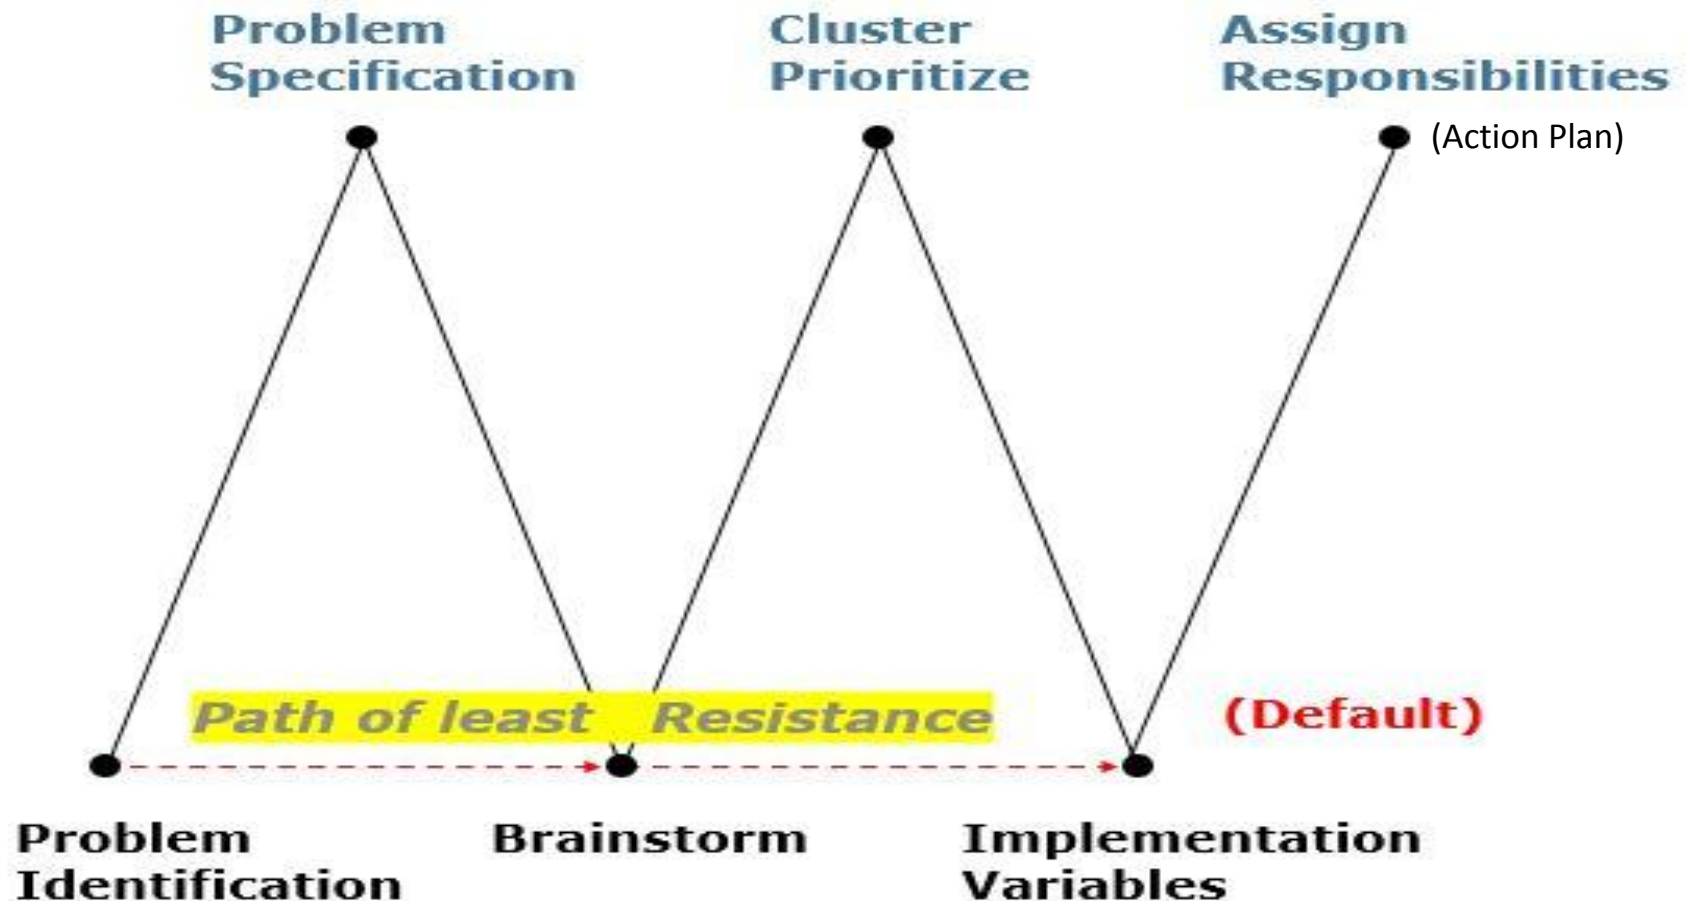 Problem
Specification
Cluster
Prioritize
Assign
Responsibilities
(Action Plan)
Path of least Resistance
(Default)
Problem
Identification
Brainstorm
Implementation
Variables